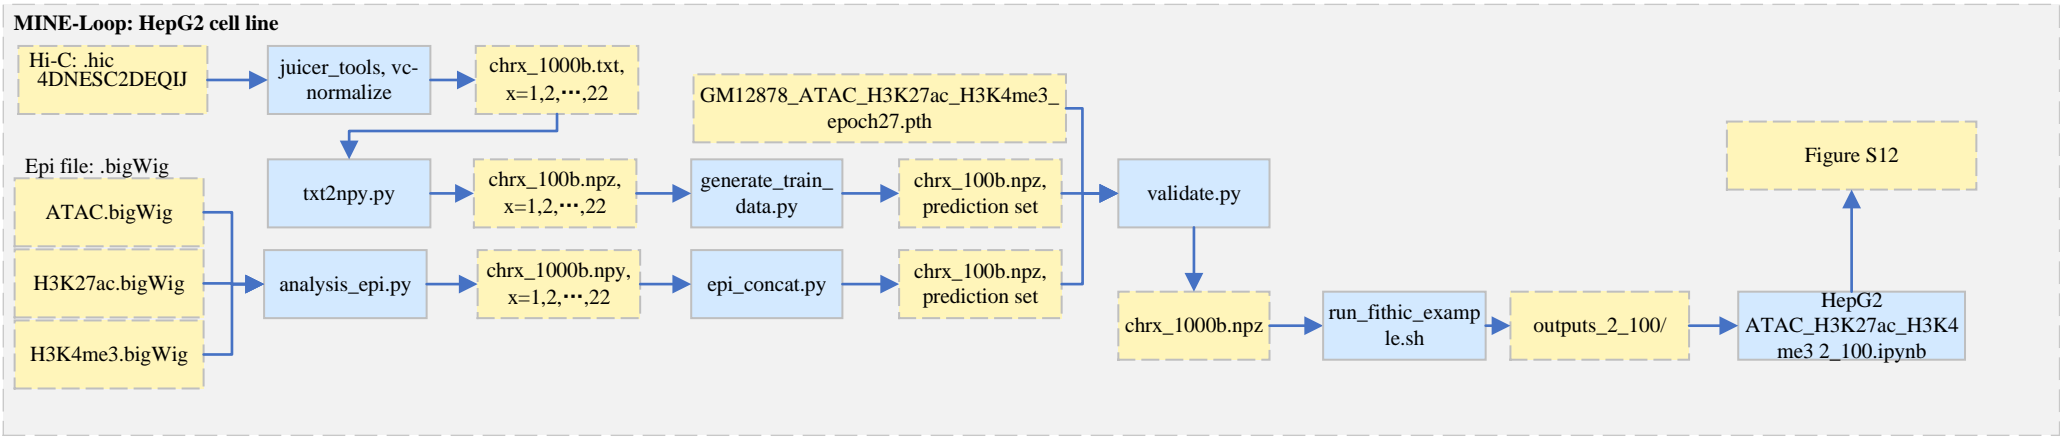 MINE-Loop: HepG2 cell line
Hi-C: .hic
4DNESC2DEQIJ
juicer_tools, vc-
normalize
chrx_1000b.txt,
x=1,2,⋯,22
GM12878_ATAC_H3K27ac_H3K4me3_
epoch27.pth
Figure S12
Epi file: .bigWig
txt2npy.py
chrx_100b.npz,
x=1,2,⋯,22
generate_train_
data.py
chrx_100b.npz,
prediction set
validate.py
ATAC.bigWig
H3K27ac.bigWig
H3K4me3.bigWig
analysis_epi.py
chrx_1000b.npy,
x=1,2,⋯,22
epi_concat.py
chrx_100b.npz,
prediction set
chrx_1000b.npz
run_fithic_examp
le.sh
outputs_2_100/
HepG2
ATAC_H3K27ac_H3K4
me3 2_100.ipynb